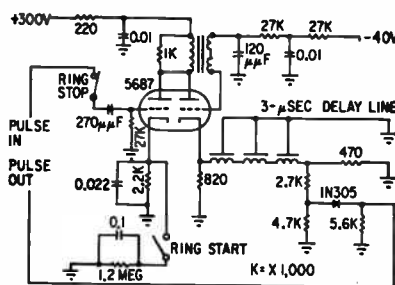 +300V
220
0.01
1K
27K
27K
-40V
120
μμF
0.01
RING
STOP
5687
270μμF
27K
3-μSEC DELAY LINE
PULSE
IN
PULSE
OUT
0.022
2.2K
820
2.7K
470
1N305
4.7K
5.6K
0.1
RING START
1.2 MEG
K = X 1,000